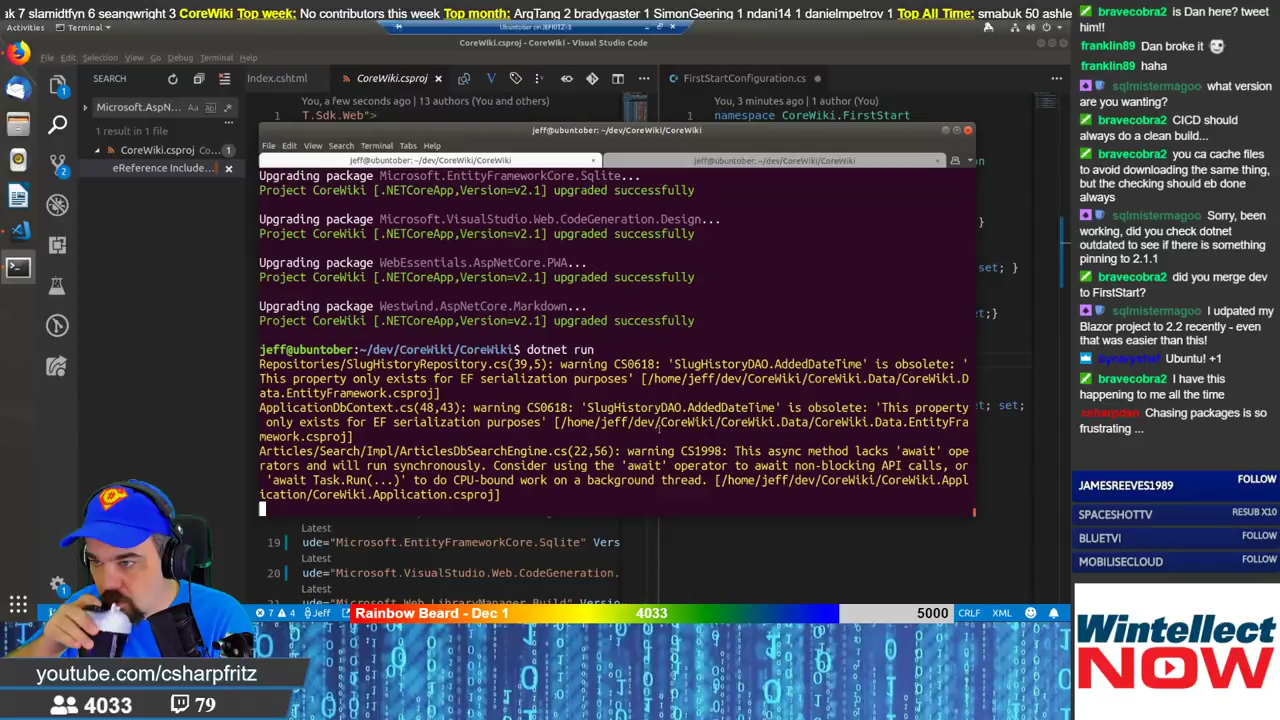 ak 7 slamidtfyn 6 seangwright 3 CoreWiki Top week: No contributors this week Top month: ArqTang 2 bradygaster 1 SimonGeering 1 ndani14 1 danielmpetrov 1 Top All Time: smabuk 50 ashle
Activities
Terminal
Ubuntuber on JEFRITZ-3
CoreWiki.csproj - CoreWiki - Visual Studio Code
File Edit Selection View Go Debug Terminal Help
SEARCH
Index.cshtml
CoreWiki.csproj
FirstStartConfiguration.cs
Microsoft.AspN...
1 result in 1 file
CoreWiki.csproj Co... 1
eReference Include...
You, a few seconds ago | 13 authors (You and others)
1 T.Sdk.Web">
You, 3 minutes ago | 1 author (You)
1 namespace CoreWiki.FirstStart
jeff@ubuntober: ~/dev/CoreWiki/CoreWiki
File Edit View Search Terminal Tabs Help
jeff@ubuntober: ~/dev/CoreWiki/CoreWiki
jeff@ubuntober: ~/dev/CoreWiki/CoreWiki
Upgrading package Microsoft.EntityFrameworkCore.Sqlite...
Project CoreWiki [.NETCoreApp,Version=v2.1] upgraded successfully
Upgrading package Microsoft.VisualStudio.Web.CodeGeneration.Design...
Project CoreWiki [.NETCoreApp,Version=v2.1] upgraded successfully
Upgrading package WebEssentials.AspNetCore.PWA...
Project CoreWiki [.NETCoreApp,Version=v2.1] upgraded successfully
Upgrading package Westwind.AspNetCore.Markdown...
Project CoreWiki [.NETCoreApp,Version=v2.1] upgraded successfully
jeff@ubuntober:~/dev/CoreWiki/CoreWiki$ dotnet run
Repositories/SlugHistoryRepository.cs(39,5): warning CS0618: 'SlugHistoryDAO.AddedDateTime' is obsolete: '
This property only exists for EF serialization purposes' [/home/jeff/dev/CoreWiki/CoreWiki.Data/CoreWiki.D
ata.EntityFramework.csproj]
ApplicationDbContext.cs(48,43): warning CS0618: 'SlugHistoryDAO.AddedDateTime' is obsolete: 'This property
only exists for EF serialization purposes' [/home/jeff/dev/CoreWiki/CoreWiki.Data/CoreWiki.Data.EntityFra
mework.csproj]
Articles/Search/Impl/ArticlesDbSearchEngine.cs(22,56): warning CS1998: This async method lacks 'await' ope
rators and will run synchronously. Consider using the 'await' operator to await non-blocking API calls, or
'await Task.Run(...)' to do CPU-bound work on a background thread. [/home/jeff/dev/CoreWiki/CoreWiki.Appl
ication/CoreWiki.Application.csproj]
set; }
set;}
set;
Latest
19 ude="Microsoft.EntityFrameworkCore.Sqlite" Vers
Latest
20 ude="Microsoft.VisualStudio.Web.CodeGeneration.
Latest
7 4 Jeff
Rainbow Beard - Dec 1
4033
5000
CRLF XML
bravecobra2 is Dan here? tweet
him!!
franklin89 Dan broke it
franklin89 haha
sqlmistermagoo what version
are you wanting?
bravecobra2 CICD should
always do a clean build...
bravecobra2 you ca cache files
to avoid downloading the same thing,
but the checking should eb done
always
sqlmistermagoo Sorry, been
working, did you check dotnet
outdated to see if there is something
pinning to 2.1.1
bravecobra2 did you merge dev
to FirstStart?
sqlmistermagoo I udpated my
Blazor project to 2.2 recently - even
that was easier than this!
Ubuntu! +1
bravecobra2 I have this
happening to me all the time
csharpdan Chasing packages is so
frustrating ...
JAMESREEVES1989 FOLLOW
SPACESHOTTV RESUB X10
BLUETVI FOLLOW
MOBILISECLOUD FOLLOW
Wintellect
NOW
youtube.com/csharpfritz
4033 79